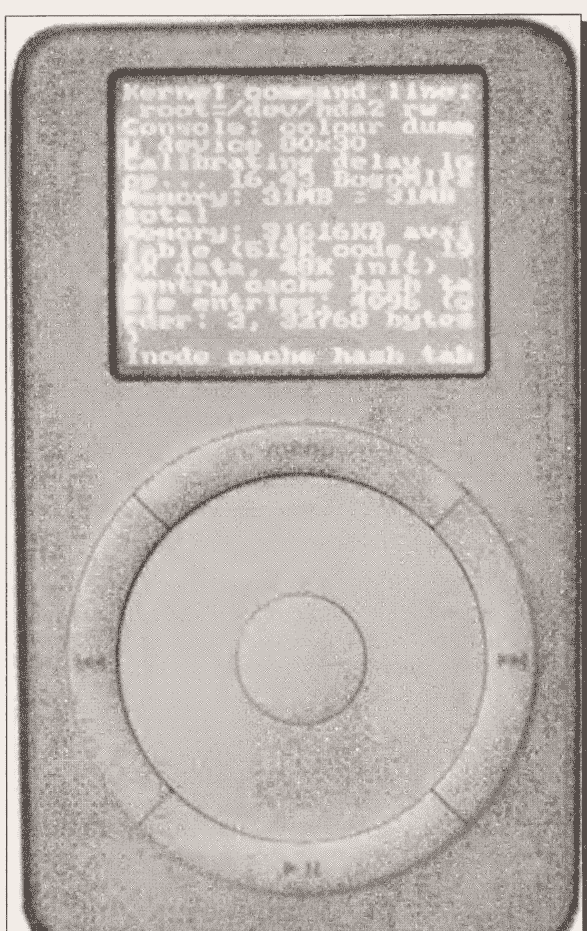 Kernel command line:
root=/dev/hda2 rw
Console: colour dumm
y device 80x30
Calibrating delay lo
op... 16.43 BogoMIPS
Memory: 31MB = 31MB
total
Memory: 31616KB avai
lable (519K code, 19
data, 40K init)
Dentry cache hash ta
ble entries: 4096 (o
rder: 3, 32768 bytes
)
Inode cache hash tab
menu